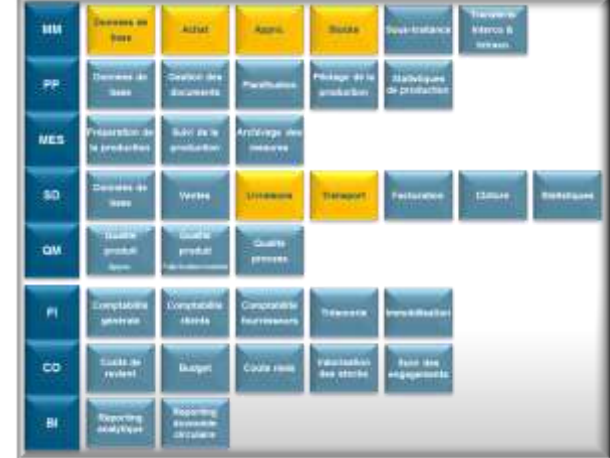 MM
Données de
base
Achat
Appro.
Stocks
Sous-traitance
Transferts
interco &
intraco.
PP
Données de
base
Gestion des
documents
Planification
Pilotage de la
production
Statistiques
de production
MES
Préparation de
la production
Suivi de la
production
Archivage des
mesures
SD
Données de
base
Ventes
Livraisons
Transport
Facturation
Clôture
Statistiques
QM
Qualité
produit
Qualité
produit
Qualité
process
FI
Comptabilité
générale
Comptabilité
clients
Comptabilité
fournisseurs
Trésorerie
Immobilisation
CO
Coûts de
revient
Budget
Coûts réels
Valorisation
des stocks
Suivi des
engagements
BI
Reporting
analytique
Reporting
économie
circulaire